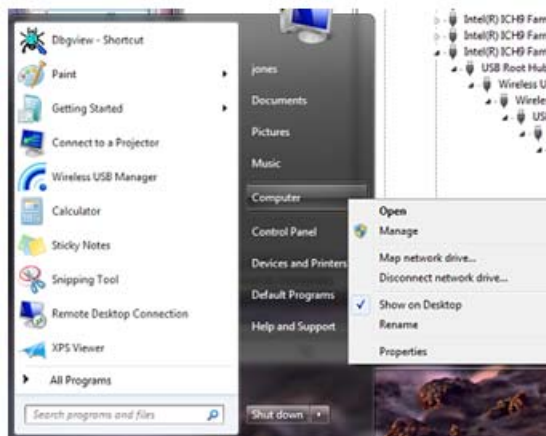 Dbgview - Shortcut
Paint
Getting Started
Connect to a Projector
Wireless USB Manager
Calculator
Sticky Notes
Snipping Tool
Remote Desktop Connection
XPS Viewer
All Programs
Search programs and files
jones
Documents
Pictures
Music
Computer
Control Panel
Devices and Printers
Default Programs
Help and Support
Shut down
Open
Manage
Map network drive...
Disconnect network drive...
Show on Desktop
Rename
Properties
Intel(R) ICH9 Fam
Intel(R) ICH9 Fam
Intel(R) ICH9 Fam
USB Root Hub
Wireless U
Wirele
US